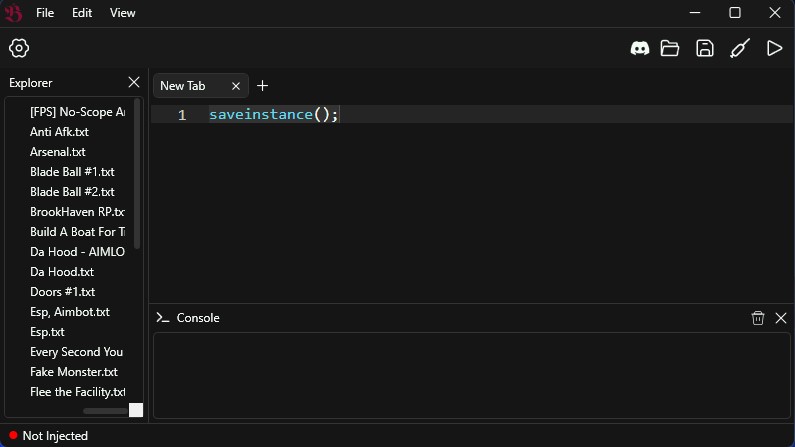 File Edit View
Explorer
[FPS] No-Scope A
Anti Afk.txt
Arsenal.txt
Blade Ball #1.txt
Blade Ball #2.txt
BrookHaven RP.tx
Build A Boat For T
Da Hood - AIMLO
Da Hood.txt
Doors #1.txt
Esp, Aimbot.txt
Esp.txt
Every Second You
Fake Monster.txt
Flee the Facility.txt
New Tab
1 saveinstance();
Console
Not Injected